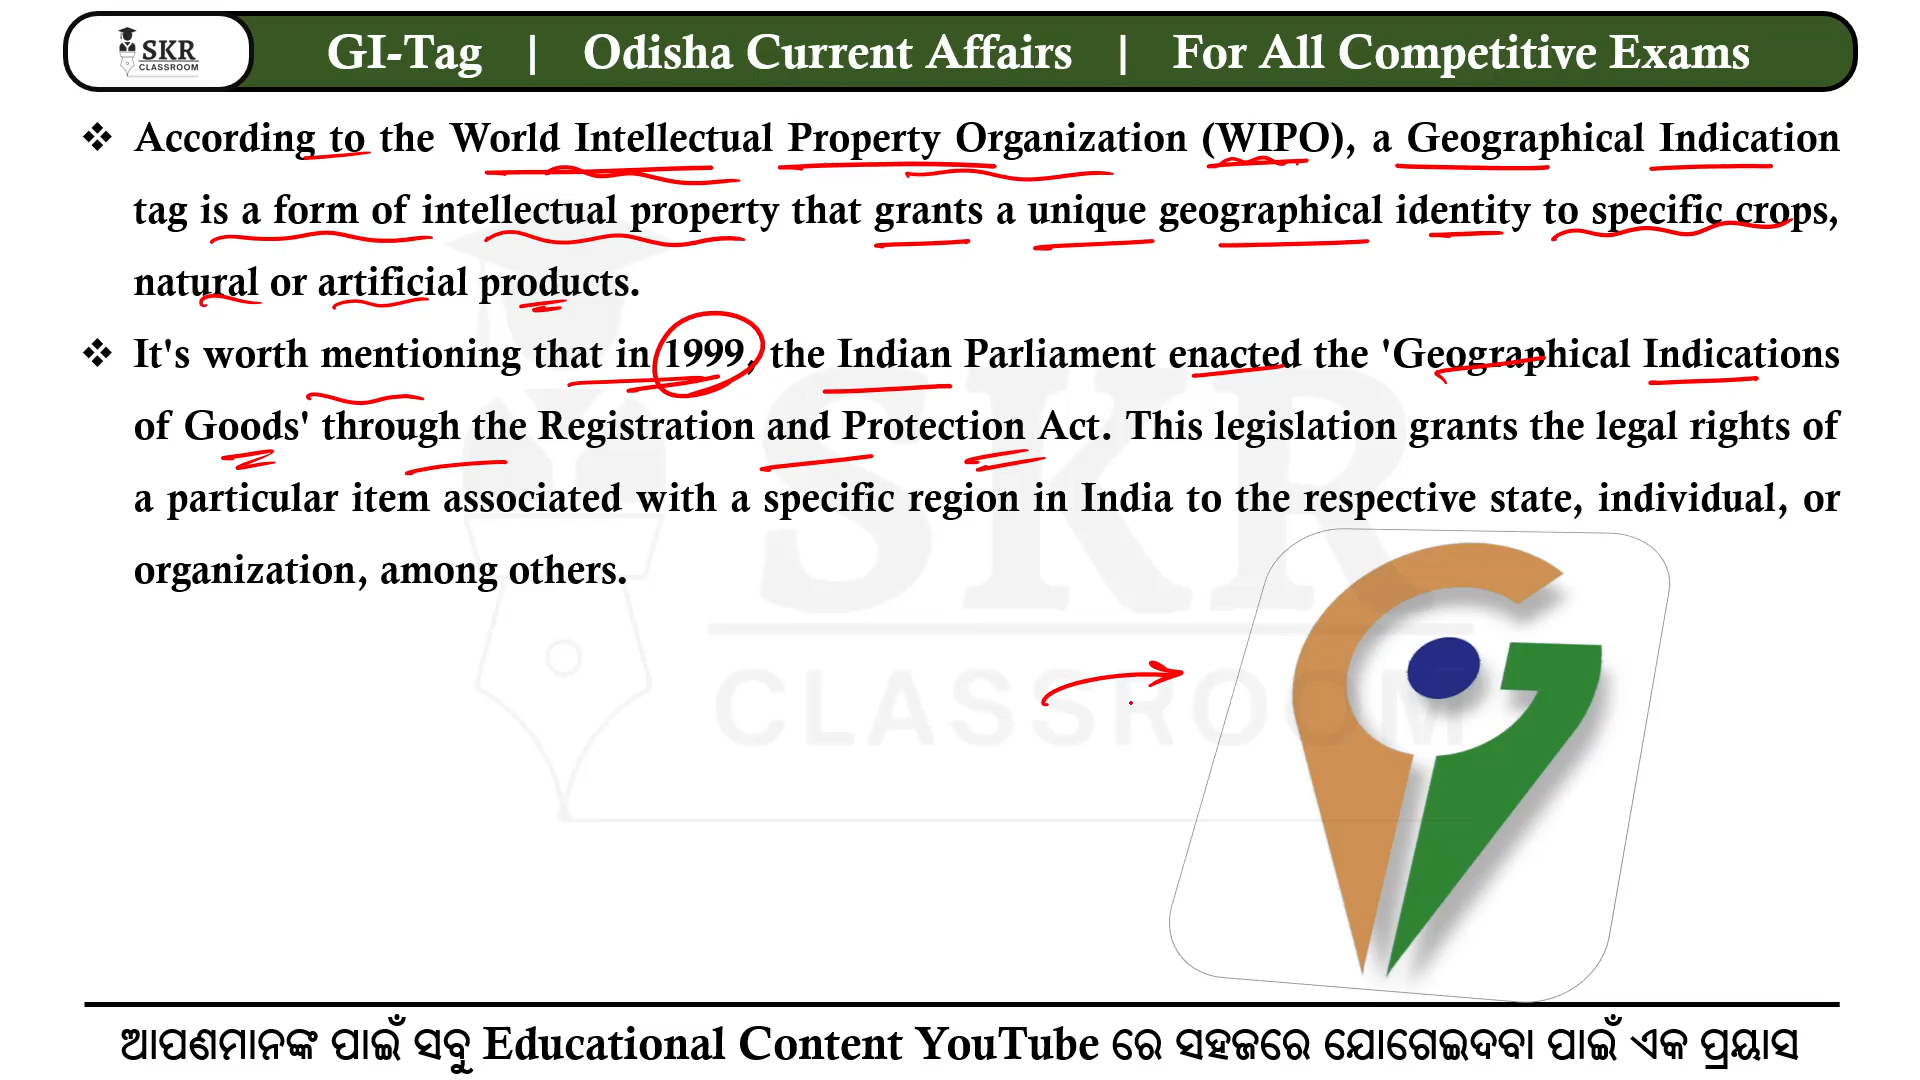 SKR
CLASSROOM
GI-Tag | Odisha Current Affairs | For All Competitive Exams
❖ According to the World Intellectual Property Organization (WIPO), a Geographical Indication
tag is a form of intellectual property that grants a unique geographical identity to specific crops,
natural or artificial products.
❖ It's worth mentioning that in 1999, the Indian Parliament enacted the 'Geographical Indications
of Goods' through the Registration and Protection Act. This legislation grants the legal rights of
a particular item associated with a specific region in India to the respective state, individual, or
organization, among others.
SKR
CLASSROOM
ଆପଣମାନଙ୍କ ପାଇଁ ସବୁ Educational Content YouTube ରେ ସହଜରେ ଯୋଗେଇଦବା ପାଇଁ ଏକ ପ୍ରୟାସ